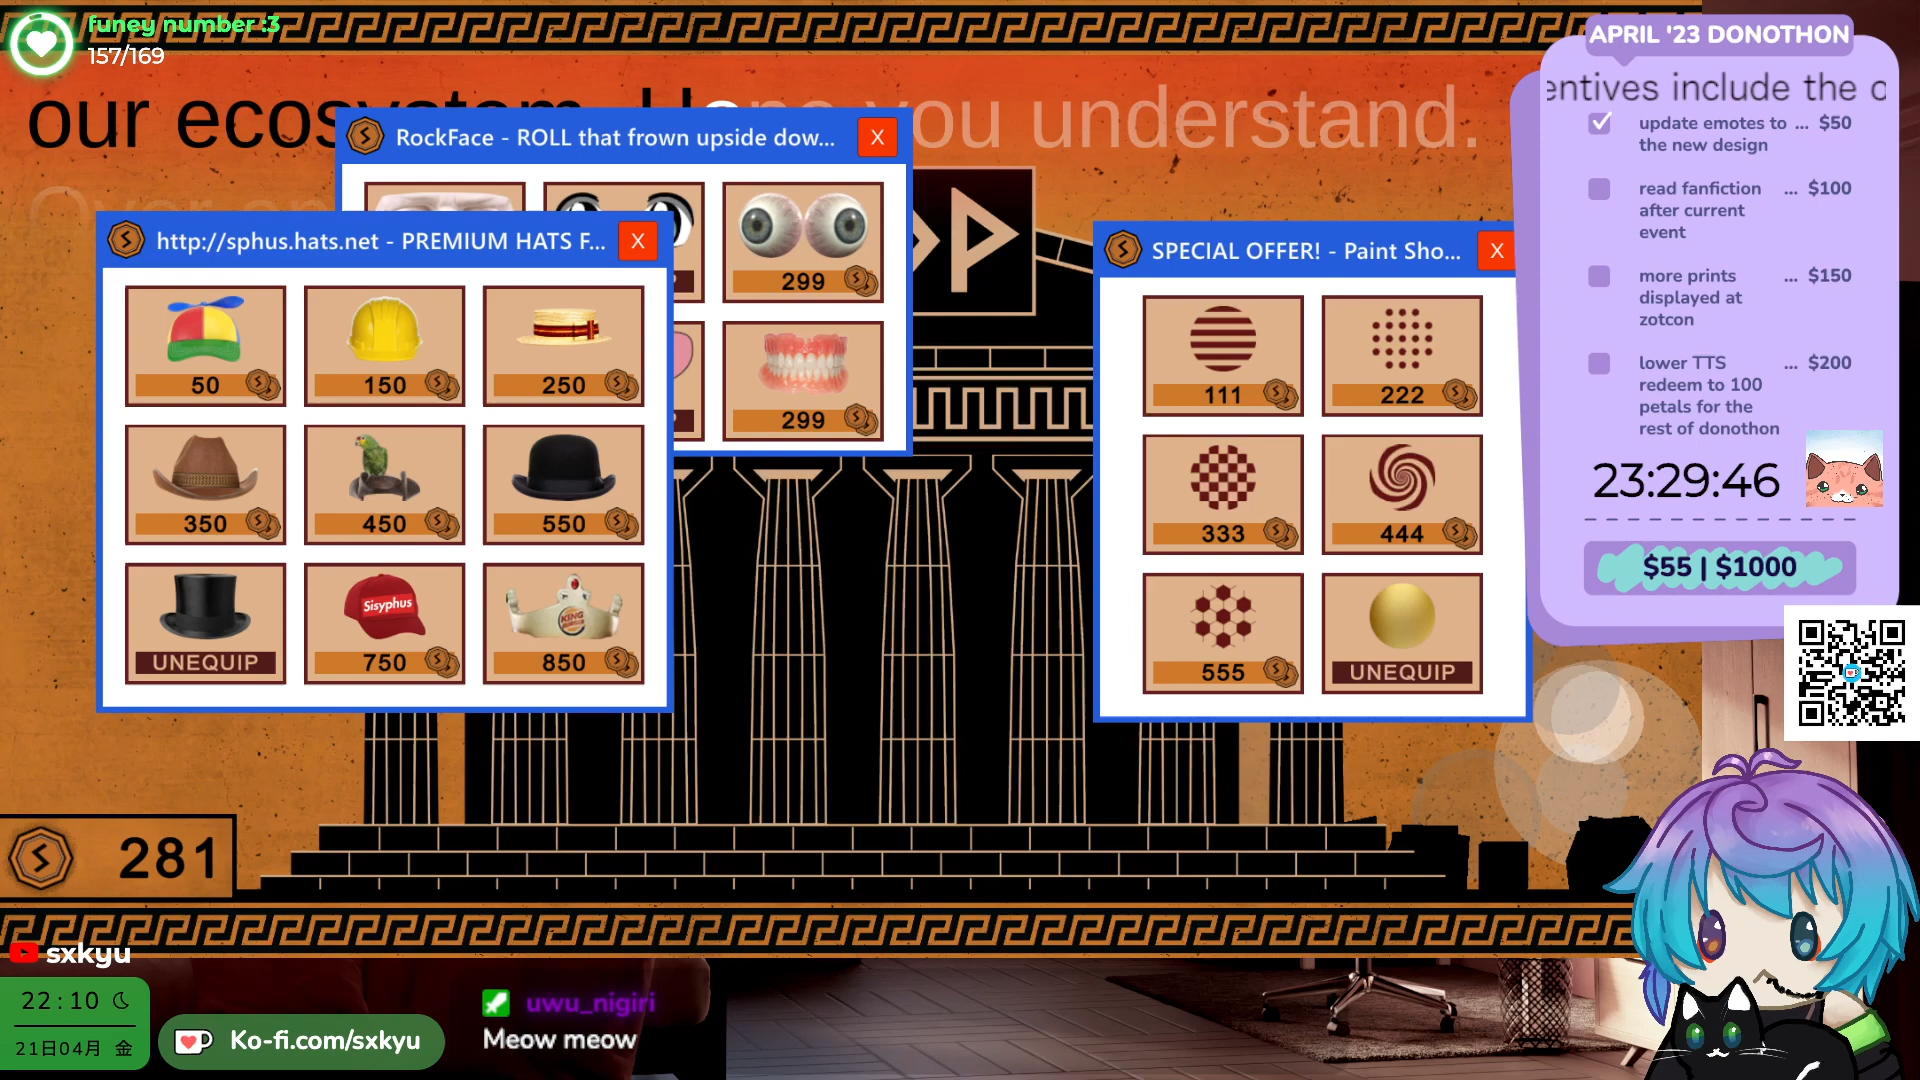 funey number :3
157/169
our ecos you understand.
RockFace - ROLL that frown upside dow...
X
299
299
http://sphus.hats.net - PREMIUM HATS F...
X
50
150
250
350
450
550
Sisyphus
KING
UNEQUIP
750
850
P
SPECIAL OFFER! - Paint Sho...
X
111
222
333
444
555
UNEQUIP
281
APRIL '23 DONOTHON
entives include the
update emotes to ... $50
the new design
read fanfiction ... $100
after current
event
more prints ... $150
displayed at
zotcon
lower TTS ... $200
redeem to 100
petals for the
rest of donothon
23:29:46
$55 | $1000
sxkyu
22:10
21日04月 金
Ko-fi.com/sxkyu
uwu_nigiri
Meow meow